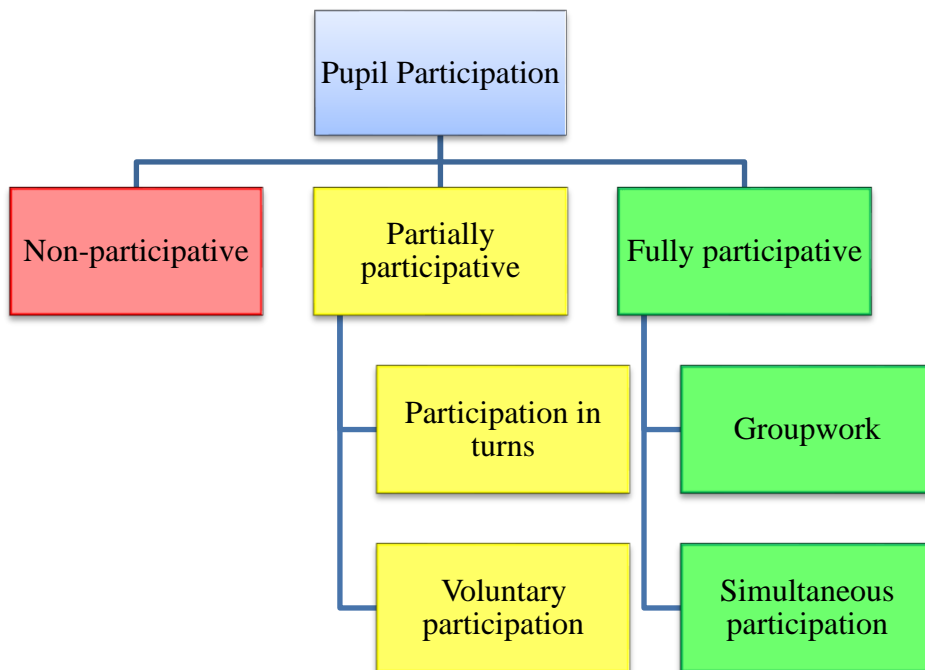 Pupil Participation
Non-participative
Partially
participative
Fully participative
Participation in
turns
Groupwork
Voluntary
participation
Simultaneous
participation